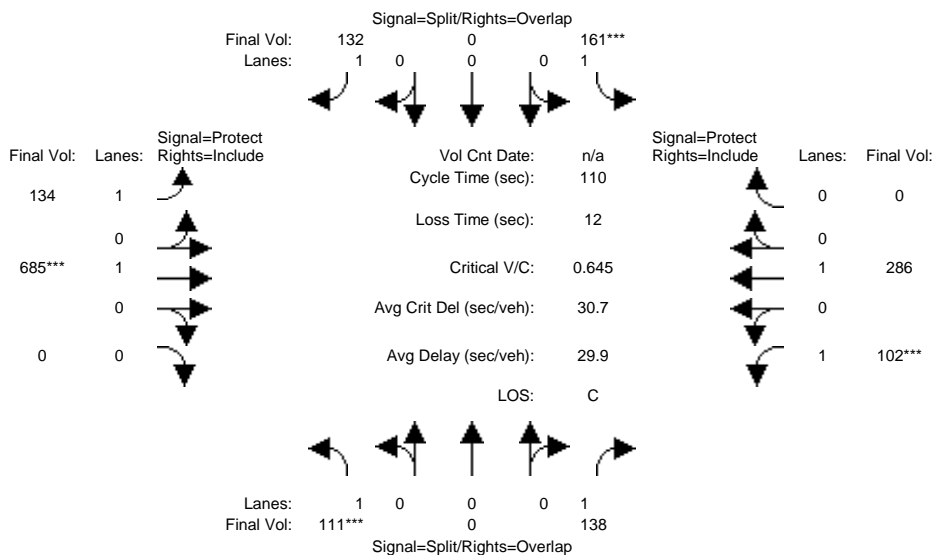 Signal=Split/Rights=Overlap
Final Vol: 132 0 161***
Lanes: 1 0 0 0 1
Signal=Protect Signal=Protect
Final Vol: Lanes: Rights=Include Vol Cnt Date: n/a Rights=Include Lanes: Final Vol:
Cycle Time (sec): 110
134 1 0 0
Loss Time (sec): 12
0 0
685*** 1 Critical V/C: 0.645 1 286
0 Avg Crit Del (sec/veh): 30.7 0
0 0 Avg Delay (sec/veh): 29.9 1 102***
LOS: C
Lanes: 1 0 0 0 1
Final Vol: 111*** 0 138
Signal=Split/Rights=Overlap